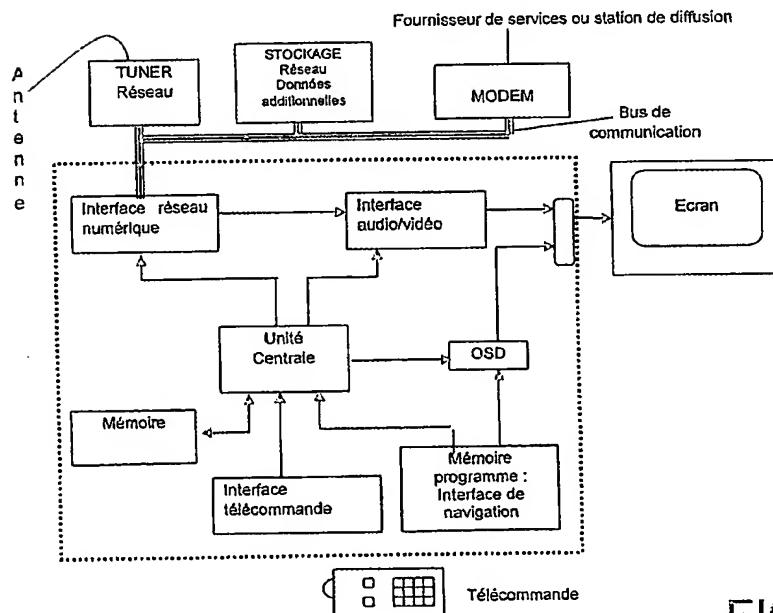 Fournisseur de services ou station de diffusion
Antenne
TUNER
Réseau
STOCKAGE
Réseau
Données
additionnelles
MODEM
Bus de
communication
Interface réseau
numérique
Interface
audio/vidéo
Ecran
Unité
Centrale
OSD
Mémoire
Interface
télécommande
Mémoire
programme :
Interface de
navigation
Télécommande